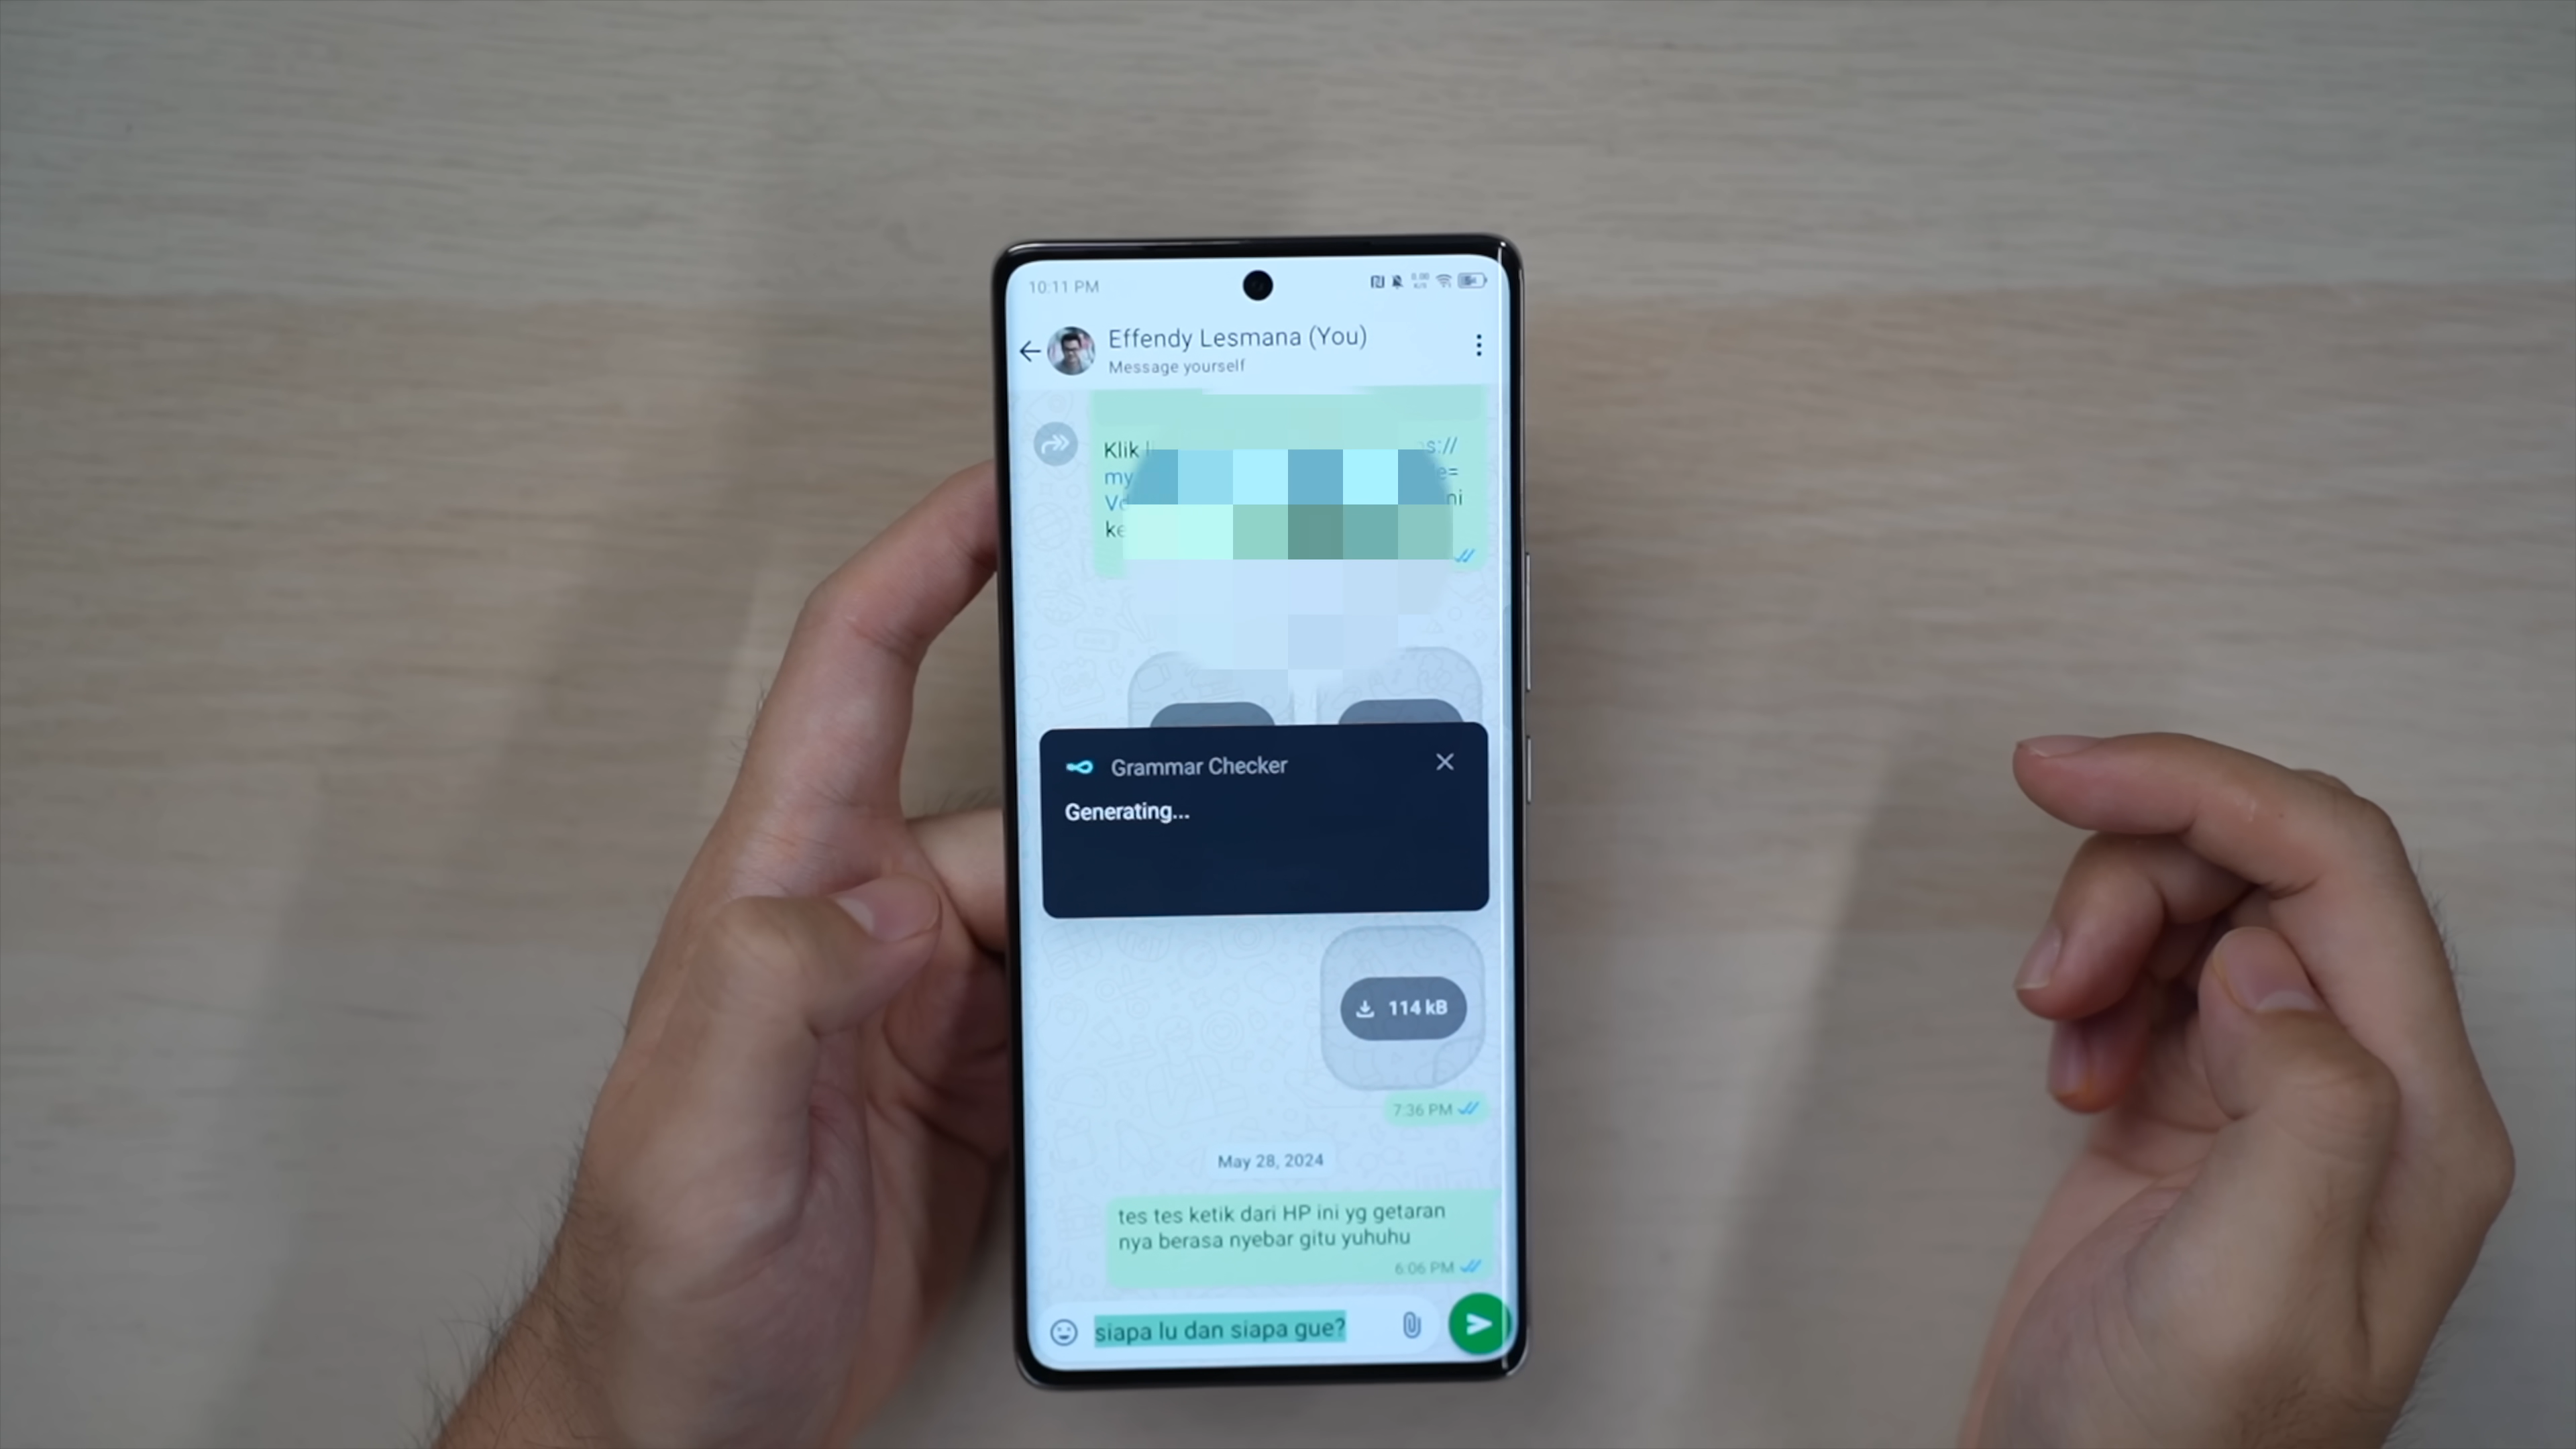 10:11 PM
Effendy Lesmana (You)
Message yourself
Klik
s://
my
e=
ni
ke
Grammar Checker
Generating...
114 kB
7:36 PM
May 28, 2024
tes tes ketik dari HP ini yg getaran
nya berasa nyebar gitu yuhuhu
6:06 PM
siapa lu dan siapa gue?